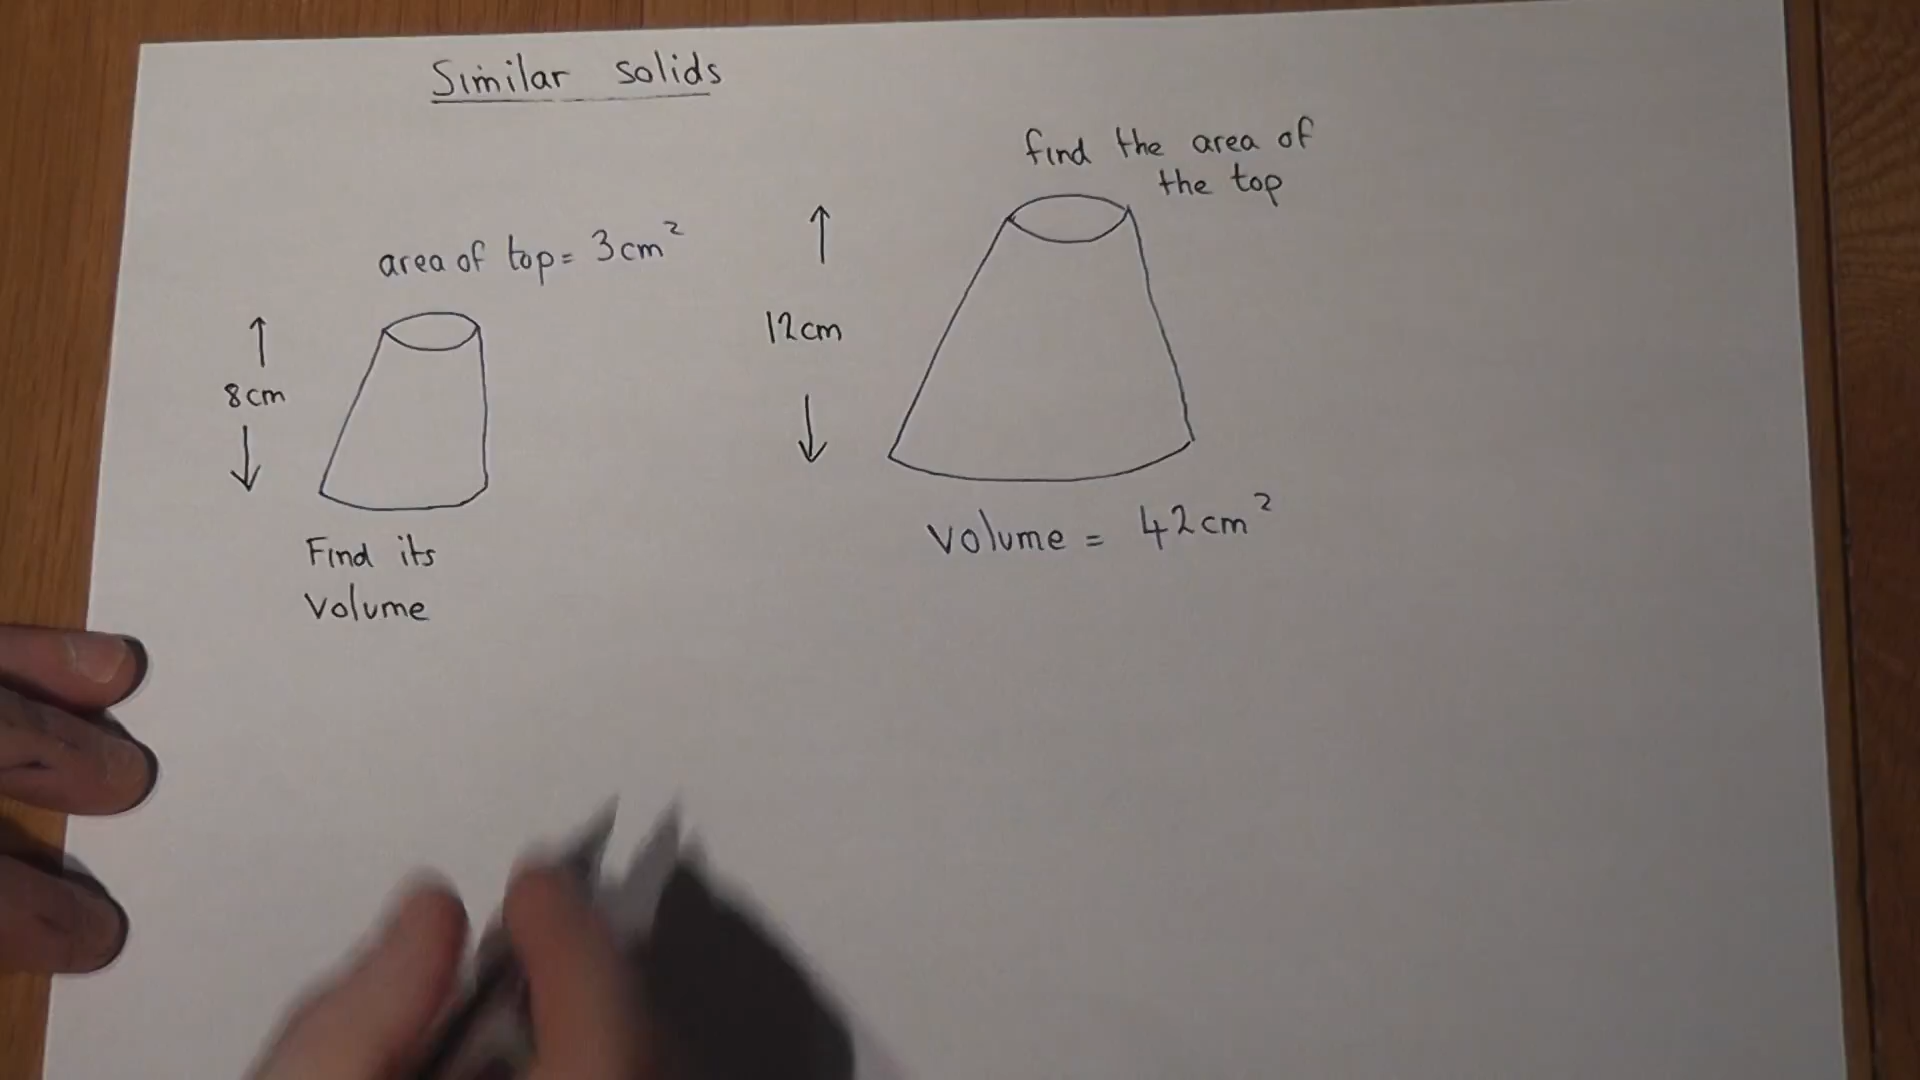 Similar solids
find the area of
the top
area of top = 3cm²
12cm
8cm
volume = 42cm²
Find its
Volume